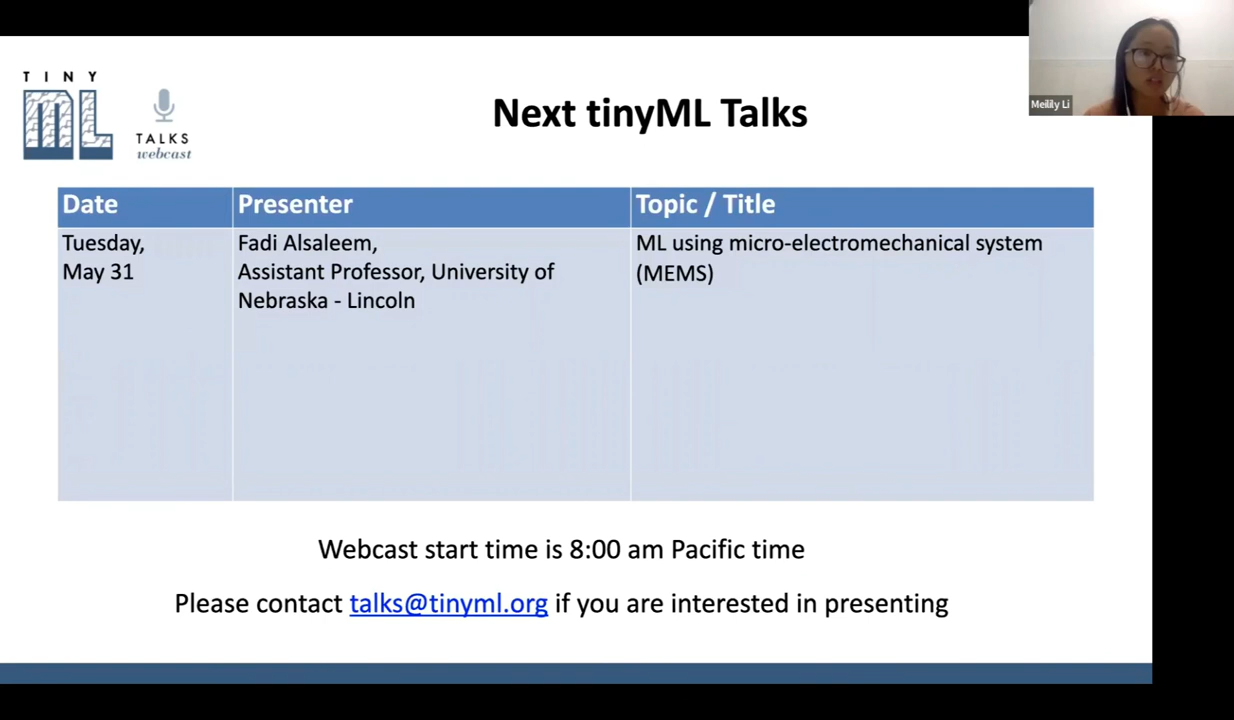 TINY
ML
TALKS
webcast
Meilily Li
Next tinyML Talks
Date
Presenter
Topic / Title
Tuesday,
May 31
Fadi Alsaleem,
Assistant Professor, University of
Nebraska - Lincoln
ML using micro-electromechanical system
(MEMS)
Webcast start time is 8:00 am Pacific time
Please contact talks@tinyml.org if you are interested in presenting